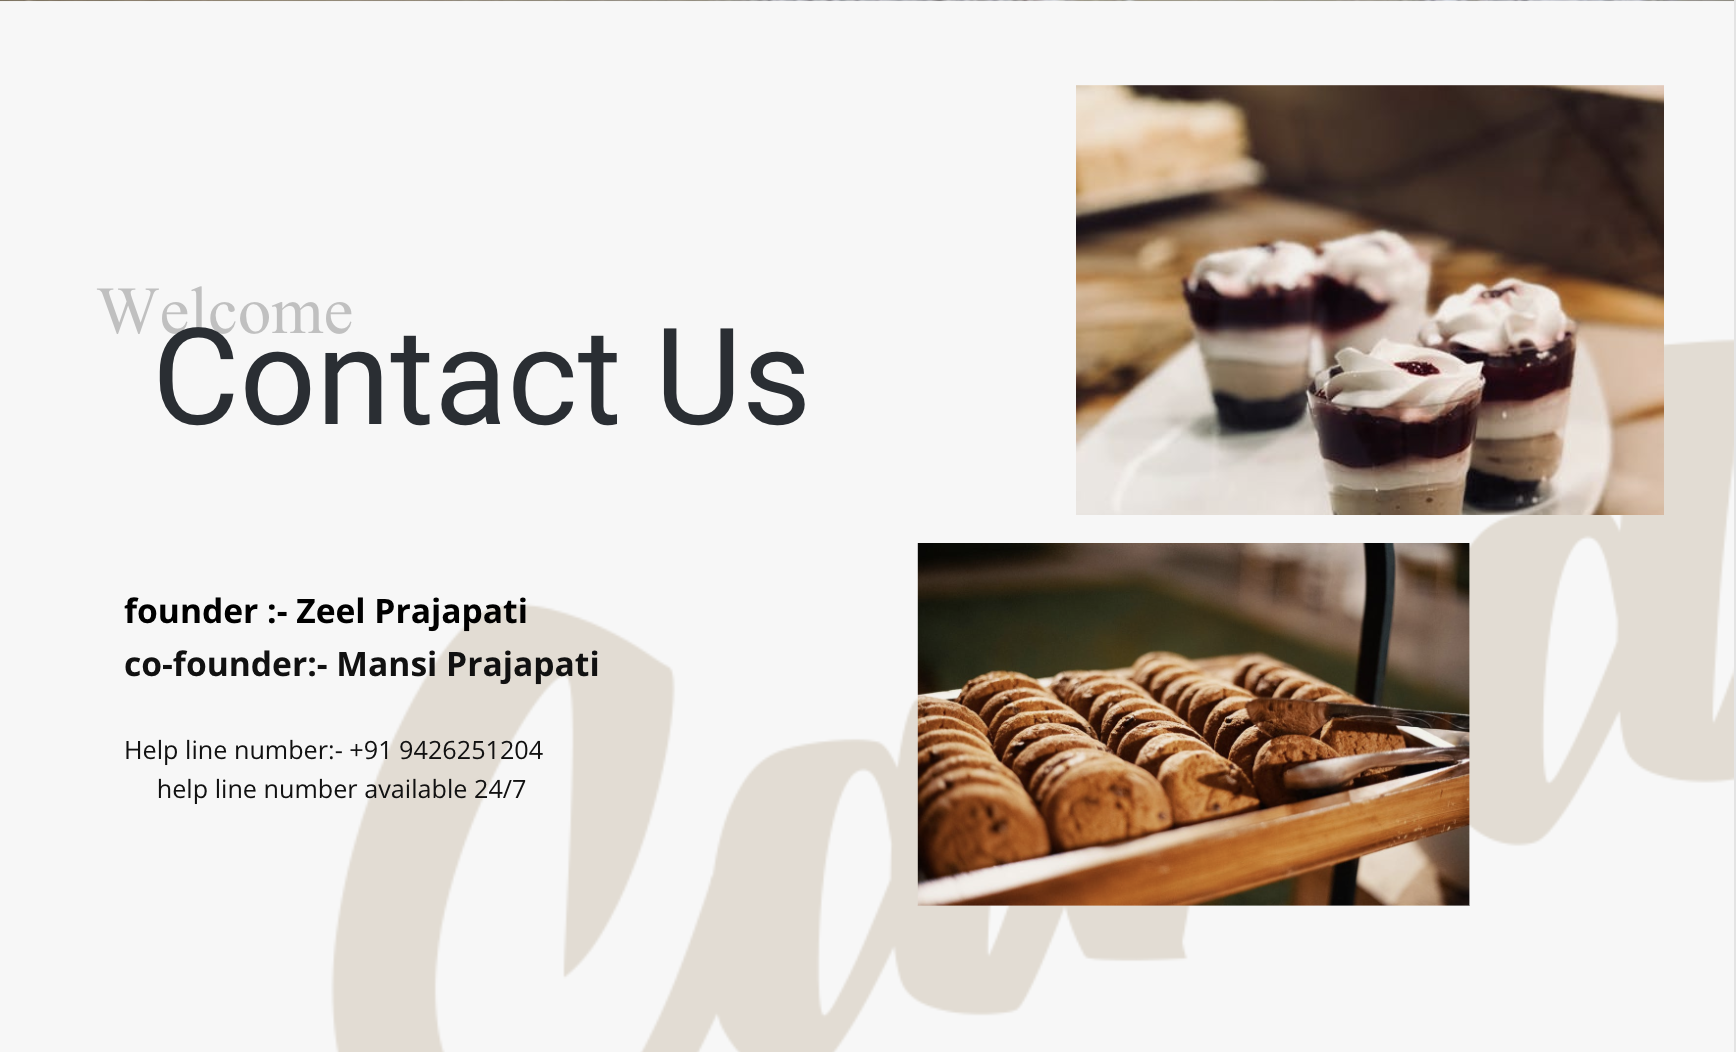 Welcome
Contact Us
founder :- Zeel Prajapati
co-founder:- Mansi Prajapati
Help line number:- +91 9426251204
help line number available 24/7